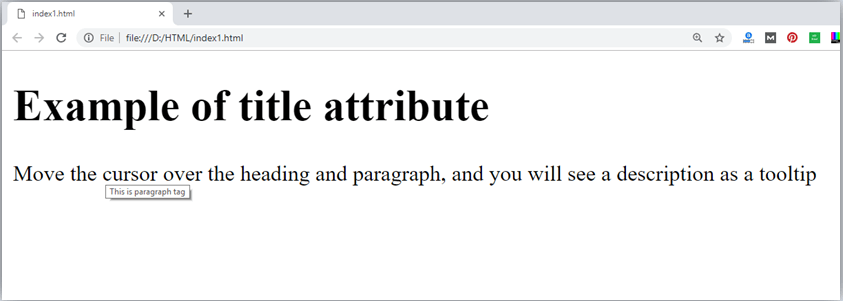 index1.html
File file:///D:/HTML/index1.html
Example of title attribute
Move the cursor over the heading and paragraph, and you will see a description as a tooltip
This is paragraph tag